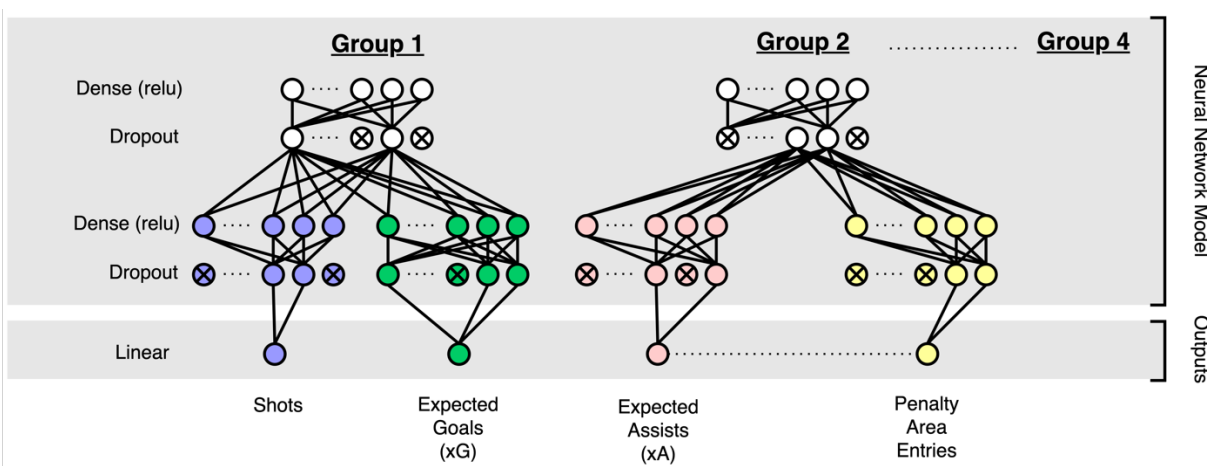 Group 1
Group 2
Group 4
Dense (relu)
Dropout
Dense (relu)
Dropout
Neural Network Model
Linear
Outputs
Shots
Expected
Goals
(xG)
Expected
Assists
(xA)
Penalty
Area
Entries